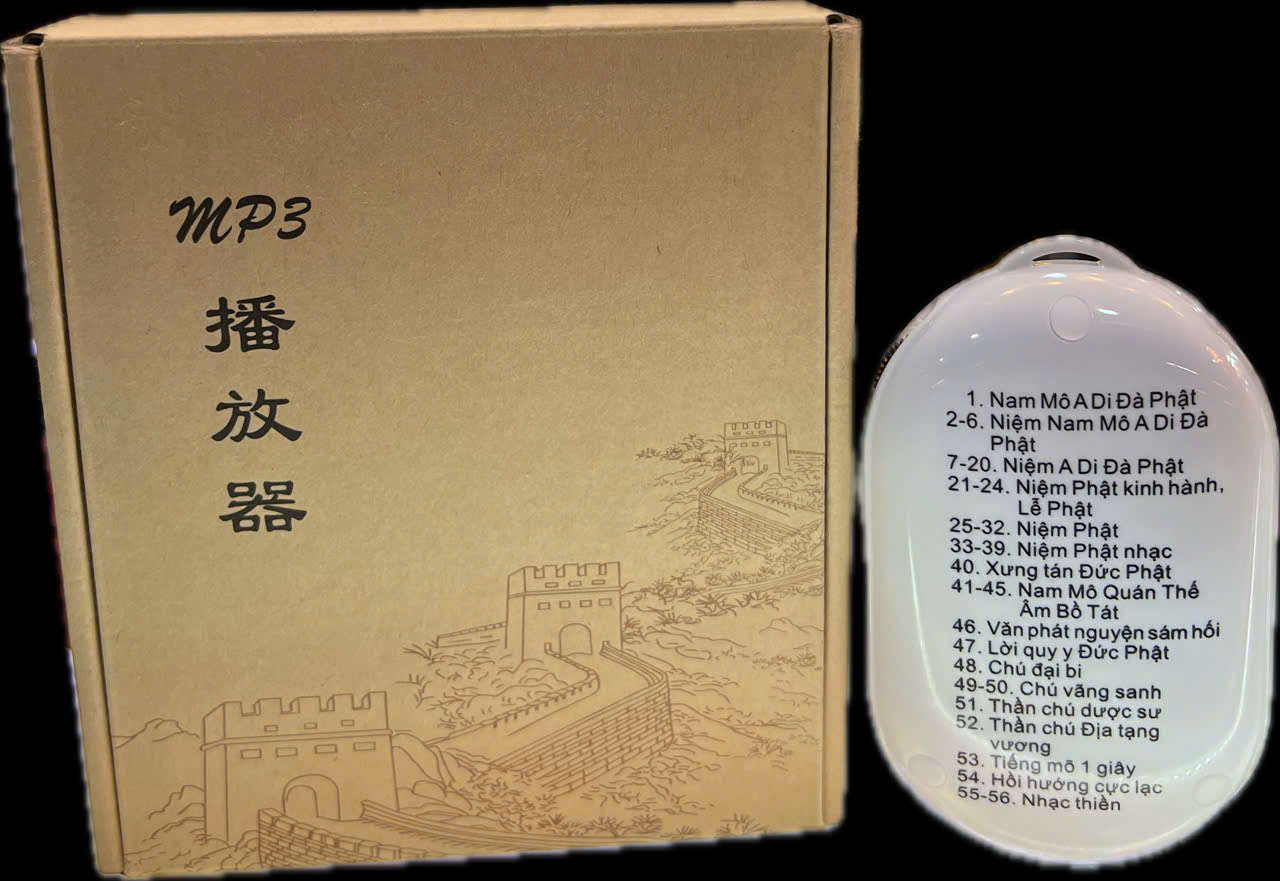 MP3
播
放
器
1. Nam Mô A Di Đà Phật
2-6. Niệm Nam Mô A Di Đà
Phật
7-20. Niệm A Di Đà Phật
21-24. Niệm Phật kinh hành,
Lễ Phật
25-32. Niệm Phật
33-39. Niệm Phật nhạc
40. Xưng tán Đức Phật
41-45. Nam Mô Quán Thế
Âm Bồ Tát
46. Văn phát nguyện sám hối
47. Lời quy y Đức Phật
48. Chú đại bi
49-50. Chú vãng sanh
51. Thần chú dược sư
52. Thần chú Địa tạng
vương
53. Tiếng mõ 1 giây
54. Hồi hướng cực lạc
55-56. Nhạc thiền